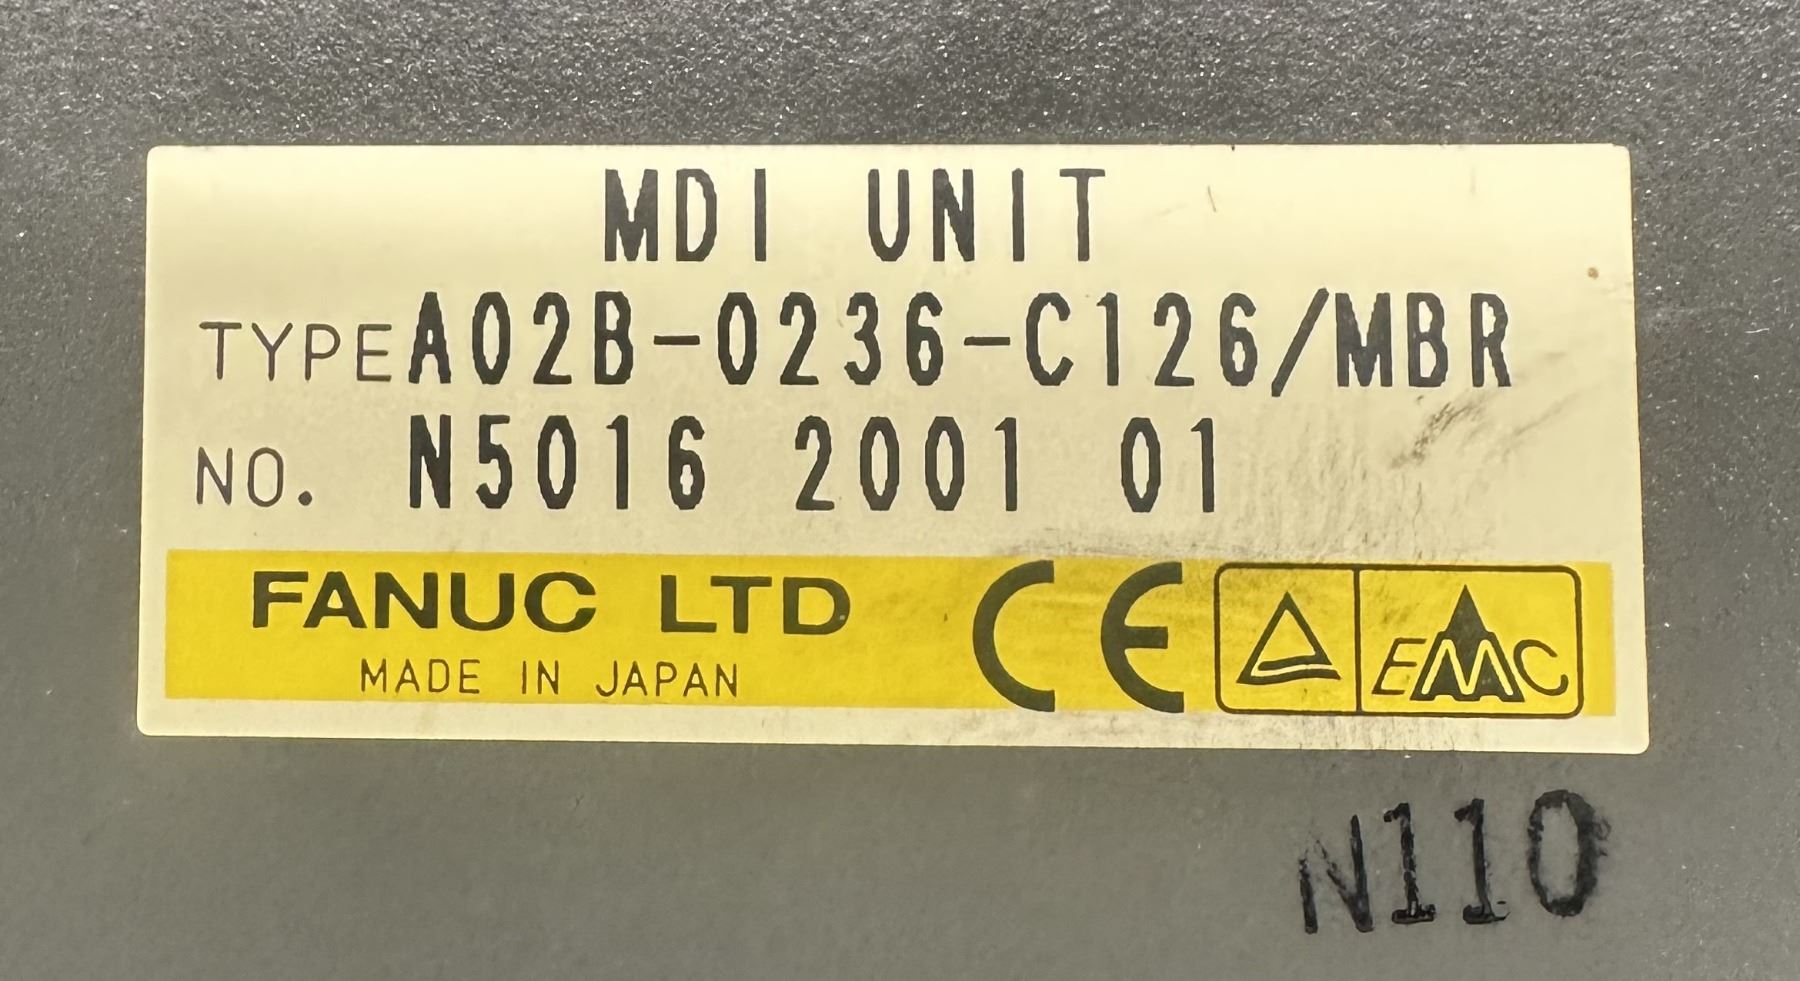 MDI UNIT
TYPE A02B-0236-C126/MBR
NO. N5016 2001 01
FANUC LTD
MADE IN JAPAN
CE
EMC
N110